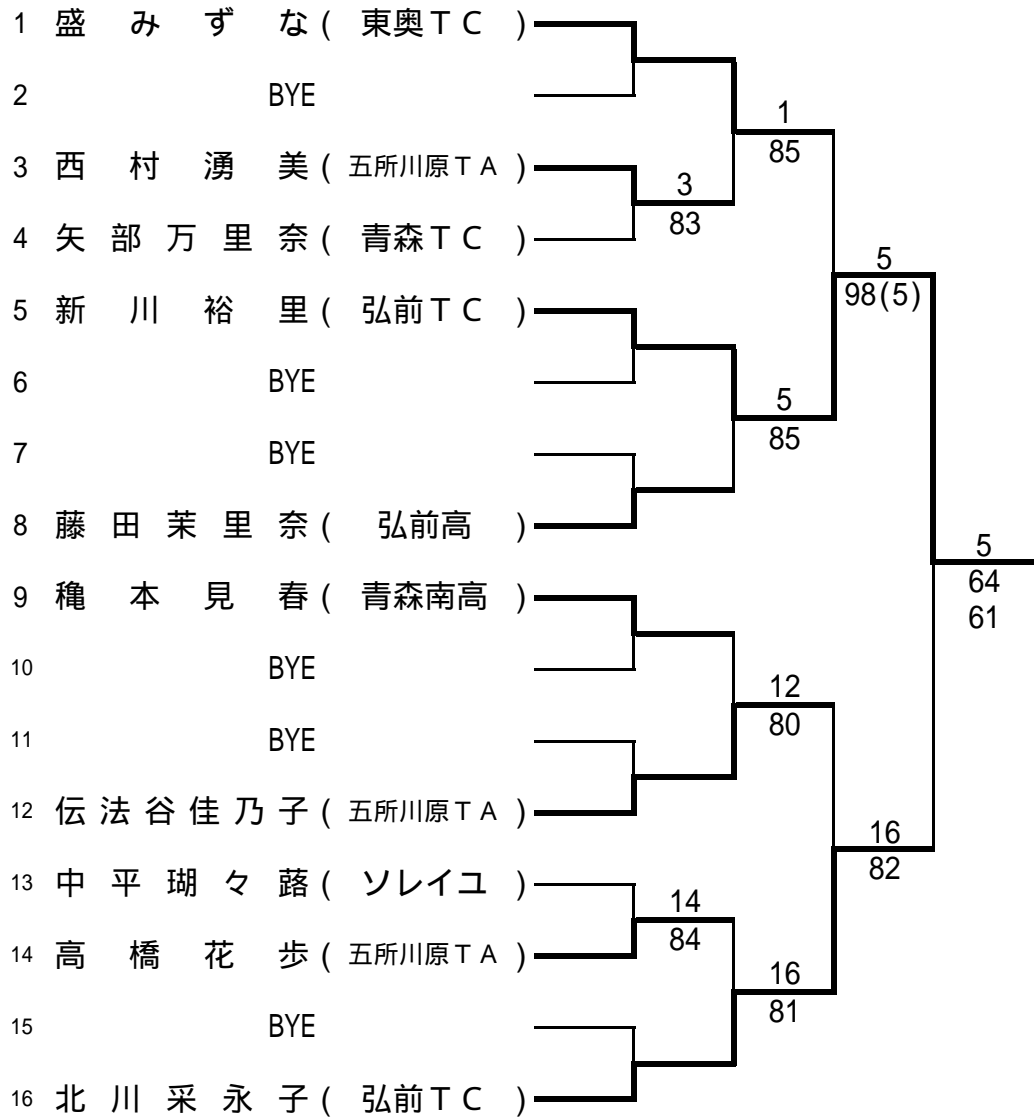 1 盛みずな ( 東奥ＴＣ )
2 BYE
1
85
3 西村湧美 ( 五所川原ＴＡ )
3
83
4 矢部万里奈 ( 青森ＴＣ )
5
98(5)
5 新川裕里 ( 弘前ＴＣ )
6 BYE
5
85
7 BYE
8 藤田茉里奈 ( 弘前高 )
5
64
61
9 穐本見春 ( 青森南高 )
10 BYE
12
80
11 BYE
12 伝法谷佳乃子 ( 五所川原ＴＡ )
16
82
13 中平瑚々蕗 ( ソレイユ )
14
84
14 高橋花歩 ( 五所川原ＴＡ )
16
81
15 BYE
16 北川采永子 ( 弘前ＴＣ )